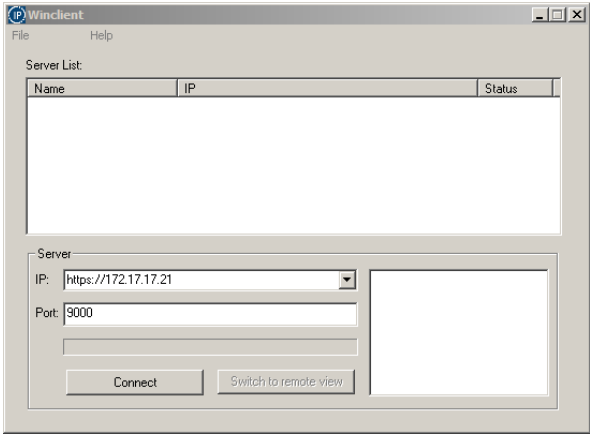 IP Winclient
File Help
Server List:
Name IP Status
Server
IP: https://172.17.17.21
Port: 9000
Connect Switch to remote view